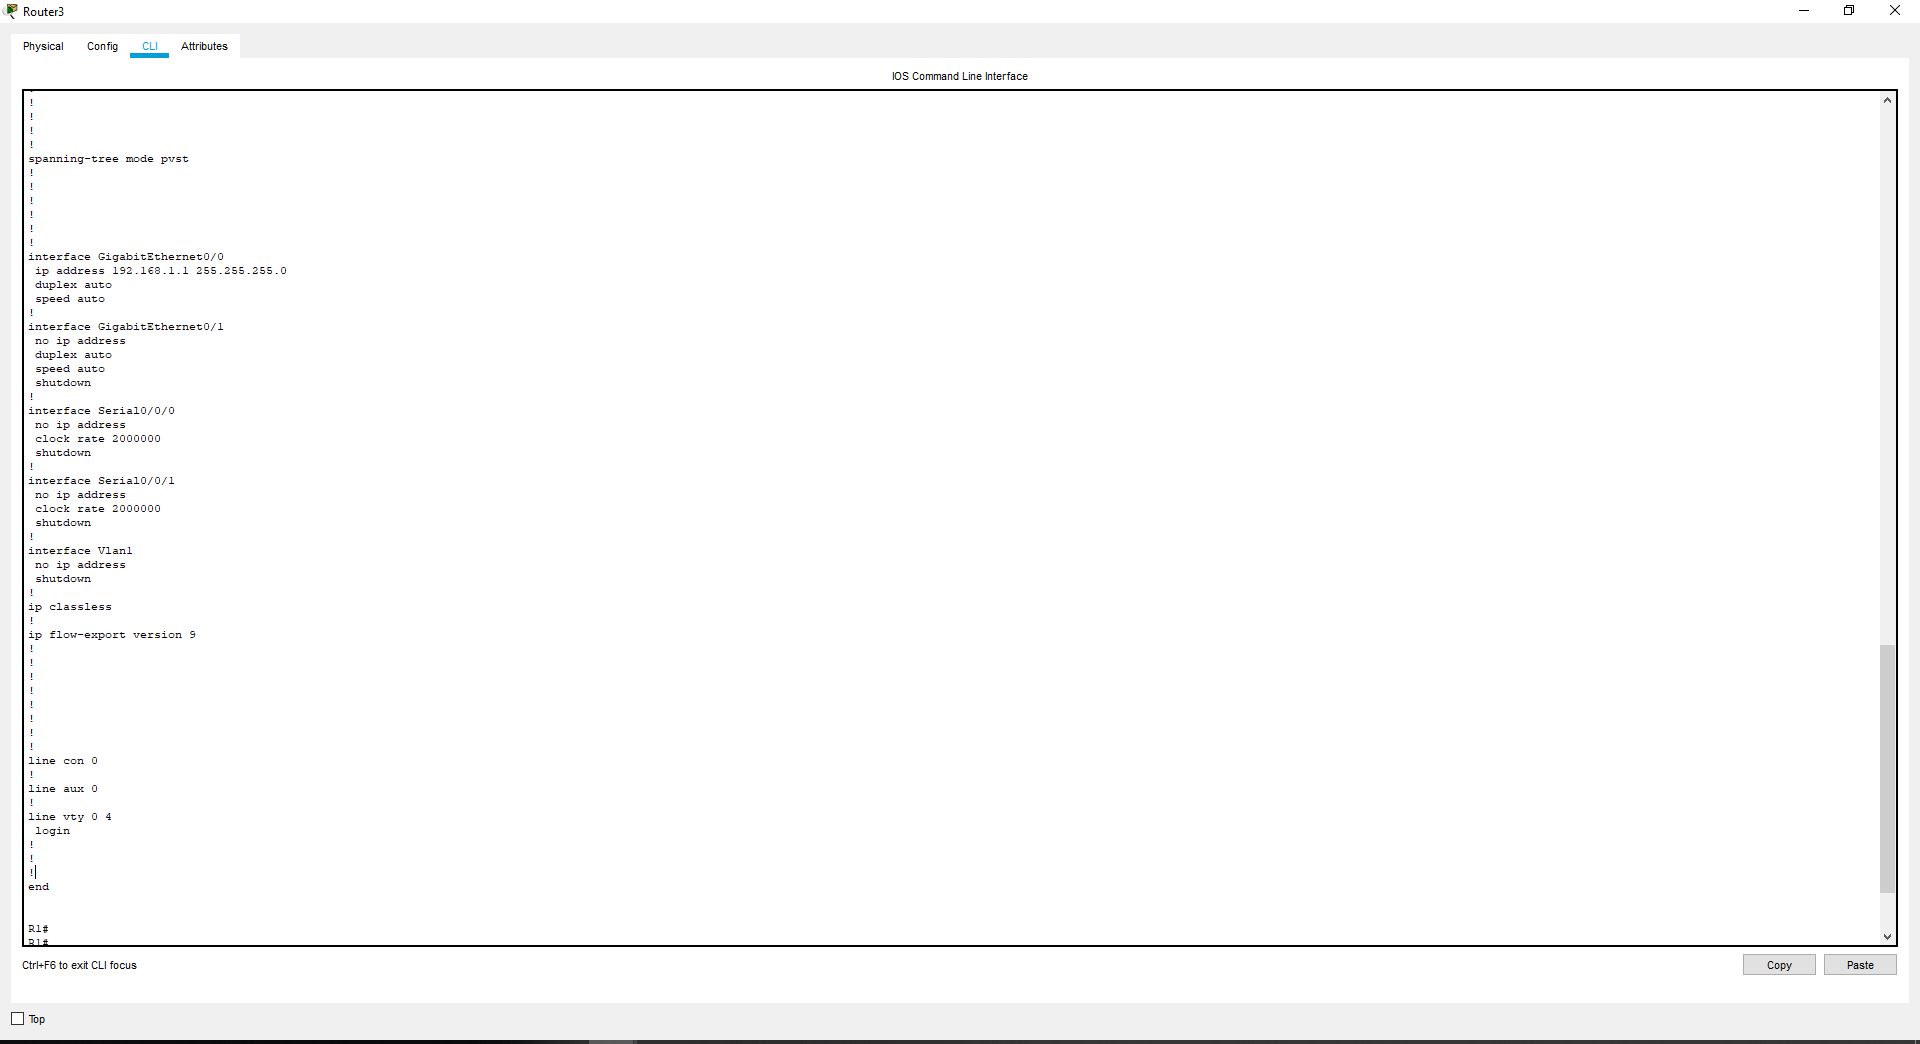 Router3
Physical Config CLI Attributes
IOS Command Line Interface
!
!
!
!
spanning-tree mode pvst
!
!
!
!
!
!
interface GigabitEthernet0/0
ip address 192.168.1.1 255.255.255.0
duplex auto
speed auto
!
interface GigabitEthernet0/1
no ip address
duplex auto
speed auto
shutdown
!
interface Serial0/0/0
no ip address
clock rate 2000000
shutdown
!
interface Serial0/0/1
no ip address
clock rate 2000000
shutdown
!
interface Vlan1
no ip address
shutdown
!
ip classless
!
ip flow-export version 9
!
!
!
!
!
!
!
!
line con 0
!
line aux 0
!
line vty 0 4
login
!
!
!
end
R1#
R1#
Ctrl+F6 to exit CLI focus
Copy Paste
Top